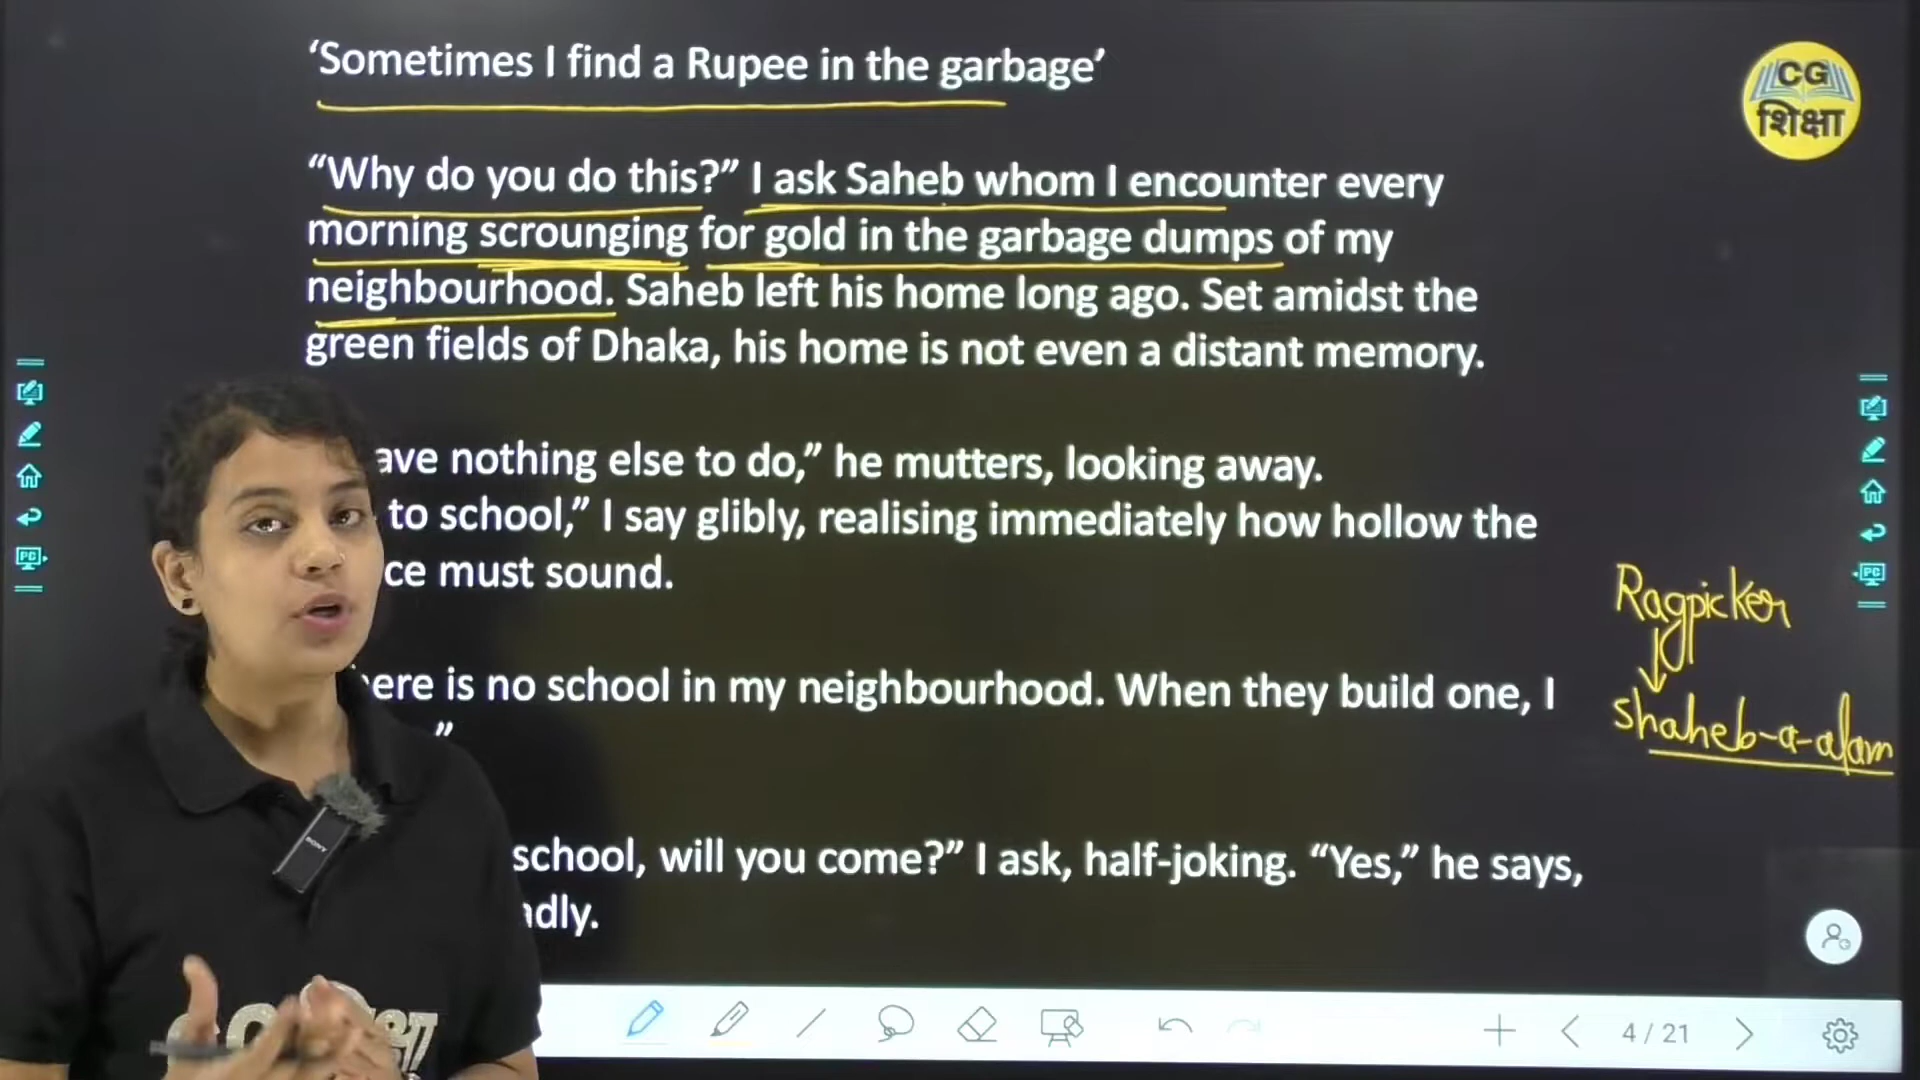 ‘Sometimes I find a Rupee in the garbage’
CG
शिक्षा
“Why do you do this?” I ask Saheb whom I encounter every
morning scrounging for gold in the garbage dumps of my
neighbourhood. Saheb left his home long ago. Set amidst the
green fields of Dhaka, his home is not even a distant memory.
ave nothing else to do,” he mutters, looking away.
to school,” I say glibly, realising immediately how hollow the
ce must sound.
ere is no school in my neighbourhood. When they build one, I
”
school, will you come?” I ask, half-joking. “Yes,” he says,
adly.
Ragpicker
shaheb-a-alam
PC
PC
SONY
4 / 21